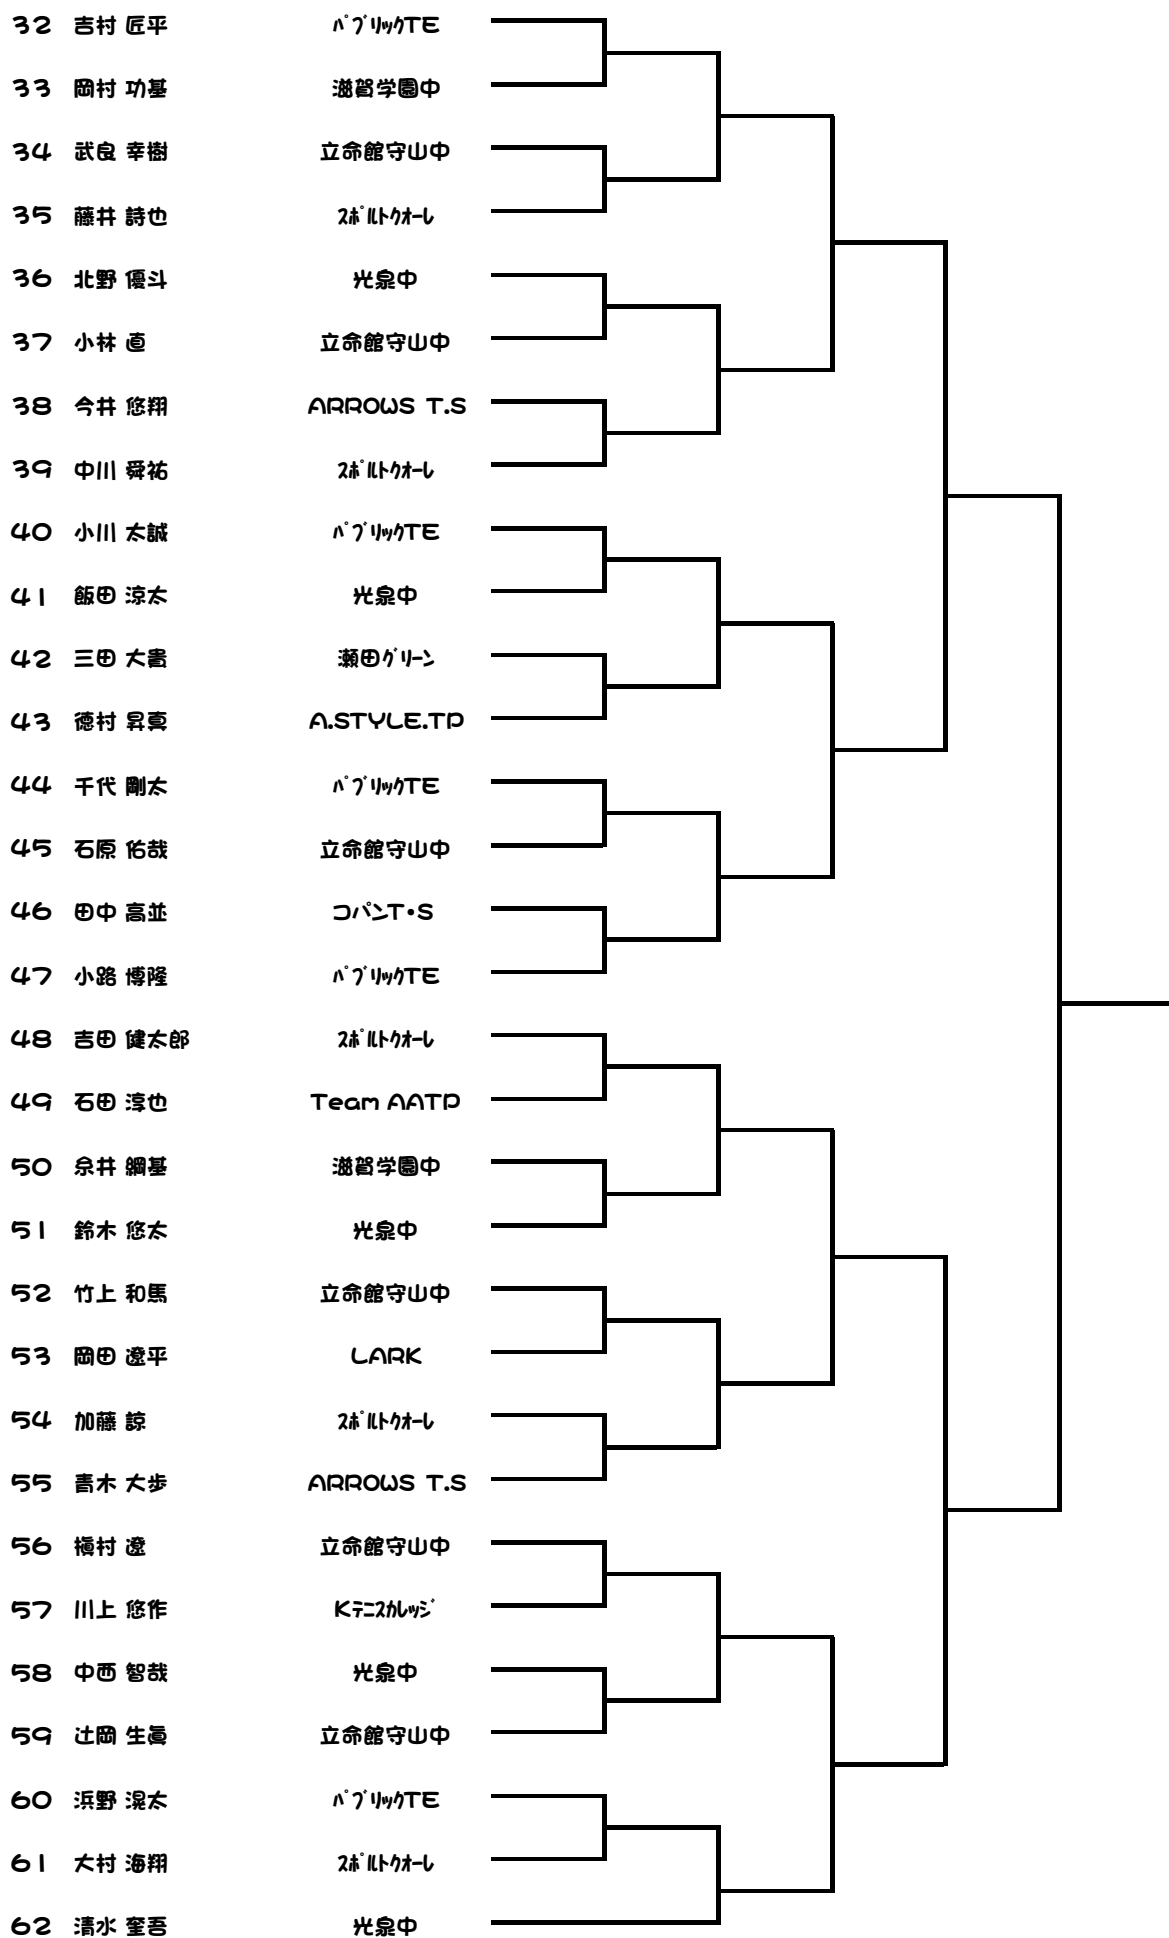 32 吉村 匠平 ﾊﾟﾌﾞﾘｯｸTE
33 岡村 功基 滋賀学園中
34 武良 幸樹 立命館守山中
35 藤井 詩也 ｽﾎﾟﾙﾄｸｵｰﾚ
36 北野 優斗 光泉中
37 小林 直 立命館守山中
38 今井 悠翔 ARROWS T.S
39 中川 舜祐 ｽﾎﾟﾙﾄｸｵｰﾚ
40 小川 太誠 ﾊﾟﾌﾞﾘｯｸTE
41 飯田 涼太 光泉中
42 三田 大貴 瀬田ｸﾞﾘｰﾝ
43 徳村 昇真 A.STYLE.TP
44 千代 剛太 ﾊﾟﾌﾞﾘｯｸTE
45 石原 佑哉 立命館守山中
46 田中 高並 コパンT・S
47 小路 博隆 ﾊﾟﾌﾞﾘｯｸTE
48 吉田 健太郎 ｽﾎﾟﾙﾄｸｵｰﾚ
49 石田 淳也 Team AATP
50 糸井 綱基 滋賀学園中
51 鈴木 悠太 光泉中
52 竹上 和馬 立命館守山中
53 岡田 遼平 LARK
54 加藤 諒 ｽﾎﾟﾙﾄｸｵｰﾚ
55 青木 大歩 ARROWS T.S
56 槇村 遼 立命館守山中
57 川上 悠作 Kﾃﾆｽｶﾚｯｼﾞ
58 中西 智哉 光泉中
59 辻岡 生眞 立命館守山中
60 浜野 滉太 ﾊﾟﾌﾞﾘｯｸTE
61 大村 海翔 ｽﾎﾟﾙﾄｸｵｰﾚ
62 清水 奎吾 光泉中